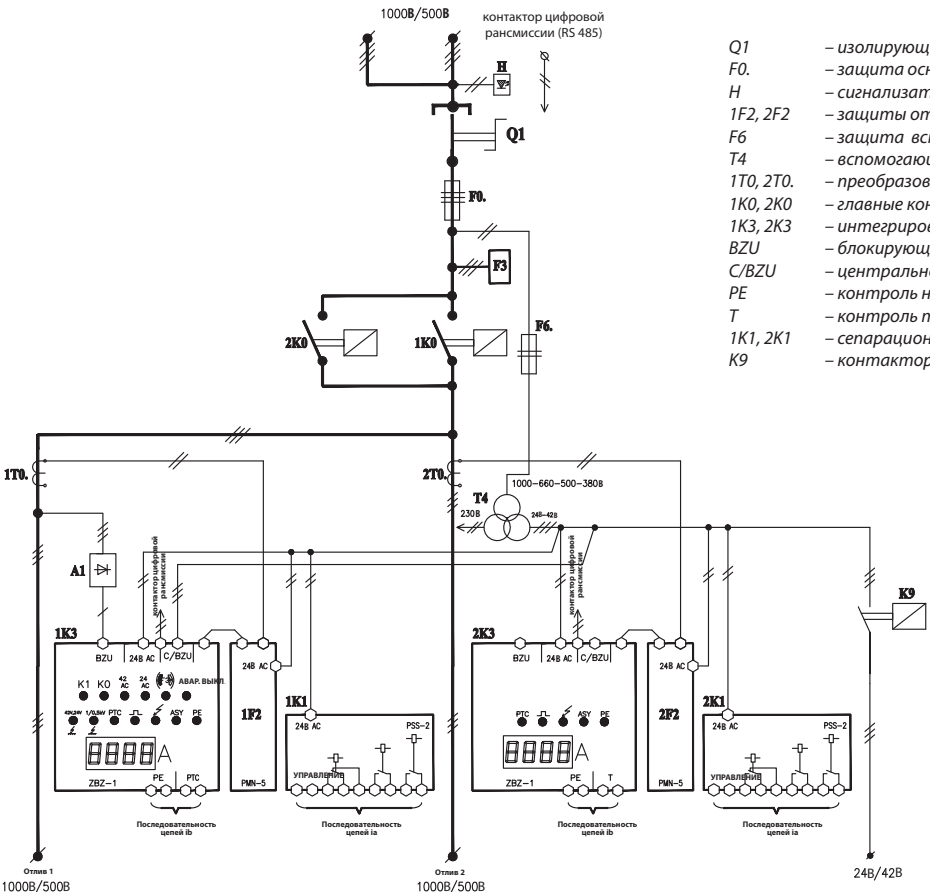 1000В/500В
контактор цифровой
рансмиссии (RS 485)
H
Q1
F0.
F3
F6.
2K0
1K0
Q1 – изолирующ
F0. – защита осн
H – сигнализат
1F2, 2F2 – защиты от
F6 – защита вс
T4 – вспомогающ
1T0, 2T0. – преобразов
1K0, 2K0 – главные кон
1K3, 2K3 – интегриров
BZU – блокирующ
C/BZU – центрально
PE – контроль н
T – контроль т
1K1, 2K1 – сепарацион
K9 – контактор
1T0.
2T0.
1000-660-500-380В
T4
230В
24В-42В
контактор цифровой
рансмиссии
контактор цифровой
рансмиссии
A1
K9
1K3
BZU
24В AC
C/BZU
K1 K0 42 AC 24 AC АВАР. ВЫКЛ.
42V,24V 1/0,5kV PTC ASY PE
A
ZBZ-1
PE PTC
24В AC
1F2
PMN-5
1K1
24В AC
PSS-2
УПРАВЛЕНИЕ
2K3
BZU
24В AC
C/BZU
PTC ASY PE
A
ZBZ-1
PE T
24В AC
2F2
PMN-5
2K1
24В AC
PSS-2
УПРАВЛЕНИЕ
Последовательность
цепей ib
Последовательность
цепей ia
Последовательность
цепей ib
Последовательность
цепей ia
Отлив 1
1000В/500В
Отлив 2
1000В/500В
24В/42В